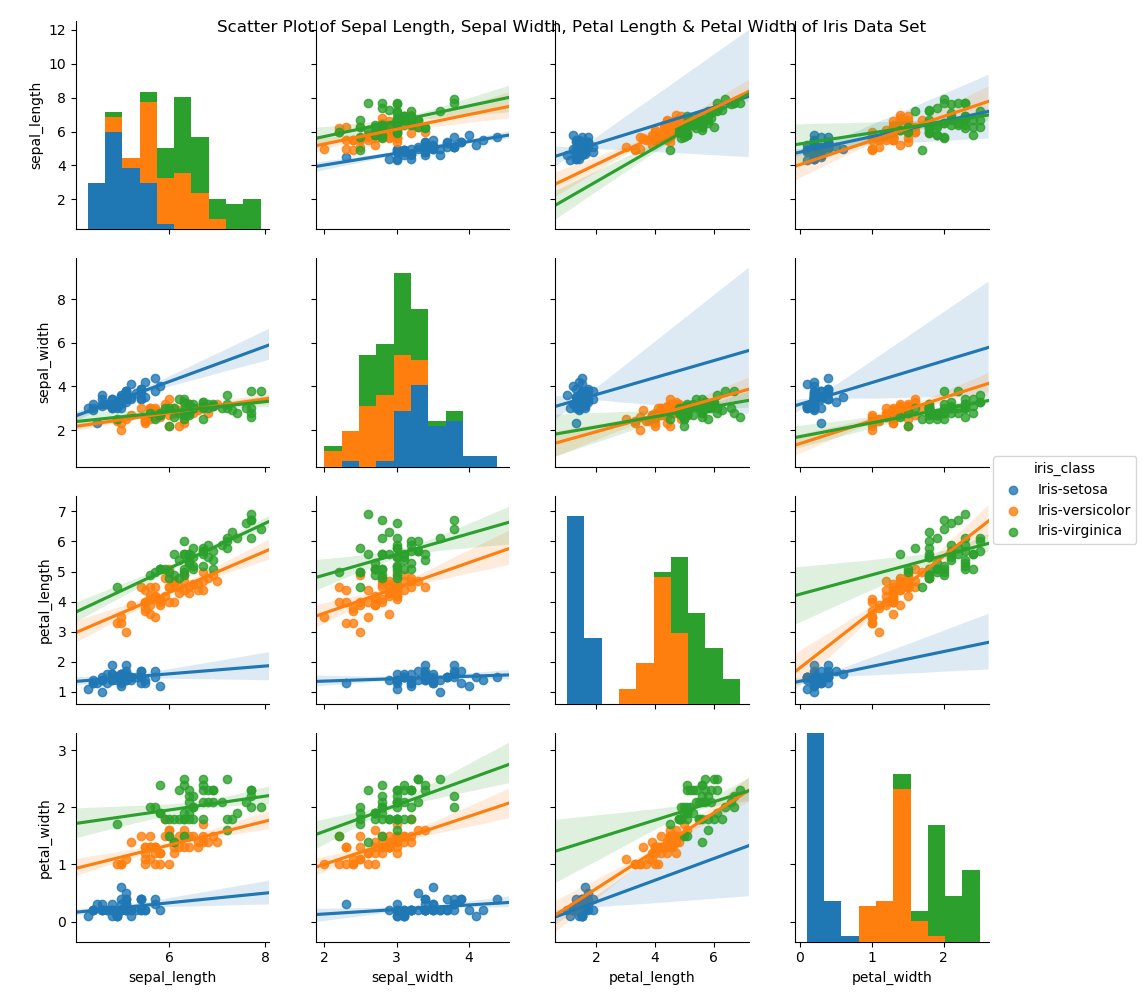 Scatter Plot of Sepal Length, Sepal Width, Petal Length & Petal Width of Iris Data Set
12
10
8
6
4
2
sepal_length
8
6
4
2
sepal_width
iris_class
Iris-setosa
Iris-versicolor
Iris-virginica
7
6
5
4
3
2
1
petal_length
3
2
1
0
petal_width
6 8
sepal_length
2 3 4
sepal_width
2 4 6
petal_length
0 1 2
petal_width